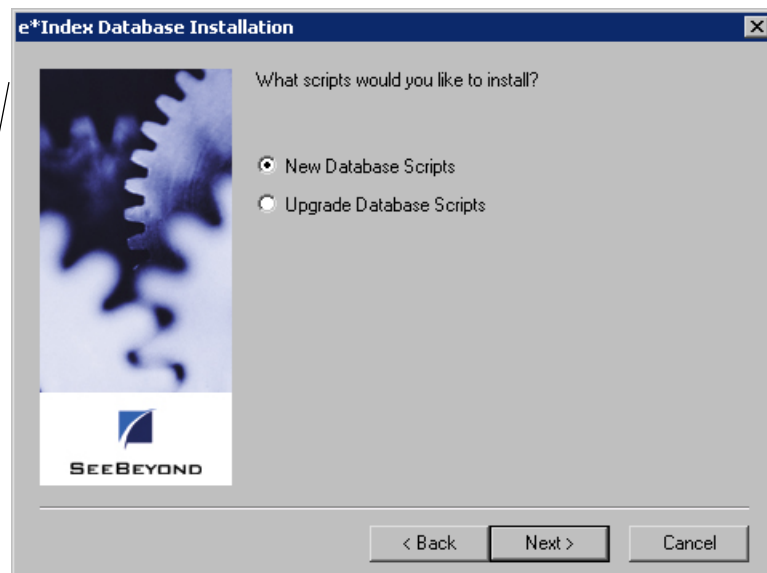 e*Index Database Installation
What scripts would you like to install?
New Database Scripts
Upgrade Database Scripts
SEEBEYOND
< Back
Next >
Cancel